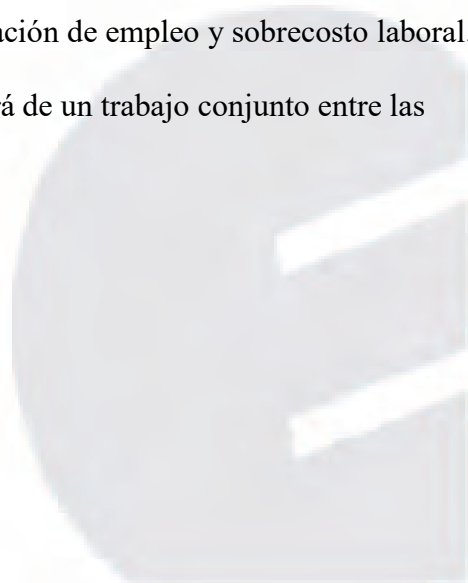 ación de empleo y sobrecosto laboral.
á de un trabajo conjunto entre las